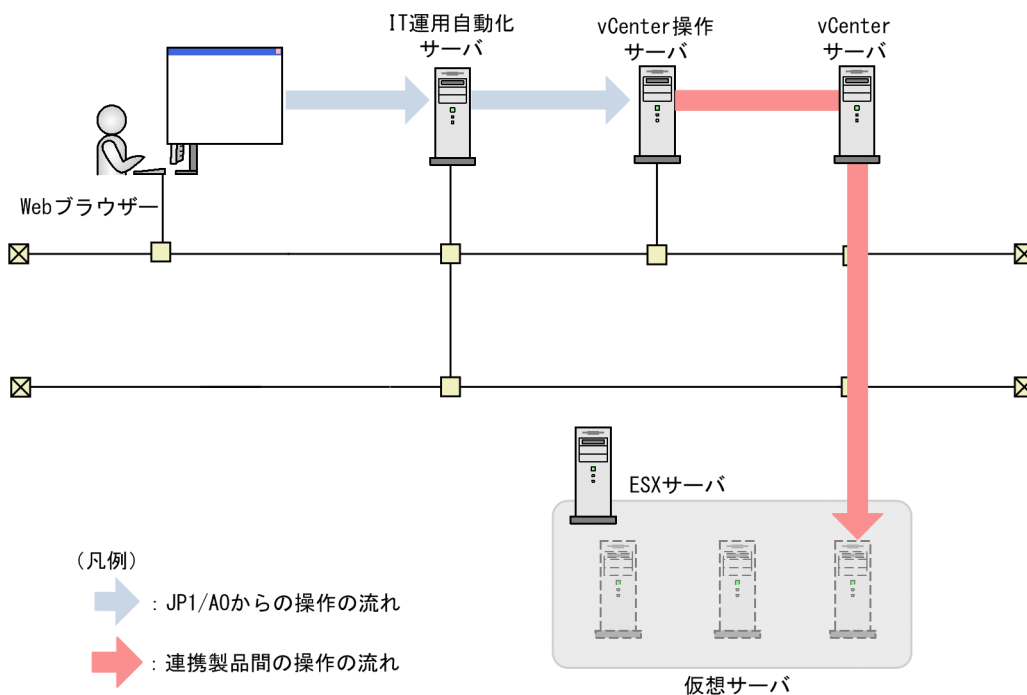 IT運用自動化
サーバ
vCenter操作
サーバ
vCenter
サーバ
Webブラウザー
ESXサーバ
(凡例)
：JP1/AOからの操作の流れ
：連携製品間の操作の流れ
仮想サーバ